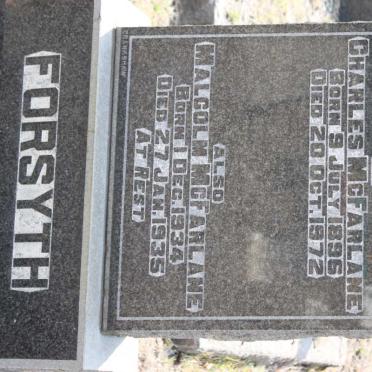 CHARLES MCFARLANE
BORN 9 JULY 1896
DIED 20 OCT. 1972
ALSO
MALCOLM MCFARLANE
BORN 1 DEC. 1934
DIED 27 JAN. 1935
AT REST
FORSYTH